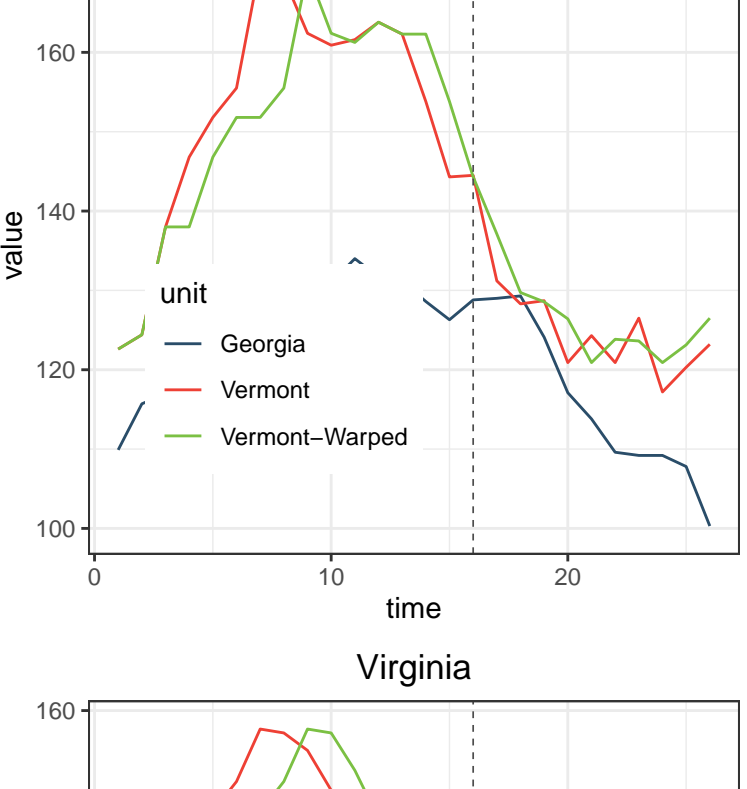 160
140
120
100
value
unit
Georgia
Vermont
Vermont−Warped
0 10 20
time
Virginia
160